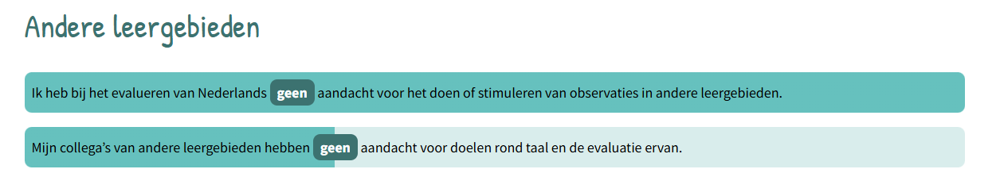 Andere leergebieden
Ik heb bij het evalueren van Nederlands geen aandacht voor het doen of stimuleren van observaties in andere leergebieden.
Mijn collega’s van andere leergebieden hebben geen aandacht voor doelen rond taal en de evaluatie ervan.